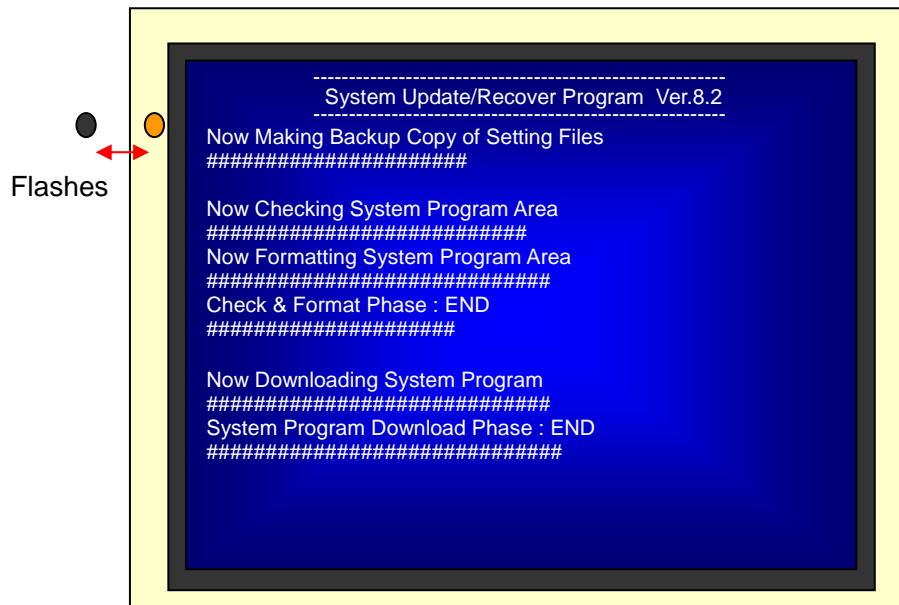 ----------------------------------------------------------
System Update/Recover Program  Ver.8.2
----------------------------------------------------------
Now Making Backup Copy of Setting Files
######################
Flashes
Now Checking System Program Area
###########################
Now Formatting System Program Area
#############################
Check & Format Phase : END
#####################
Now Downloading System Program
#############################
System Program Download Phase : END
##############################